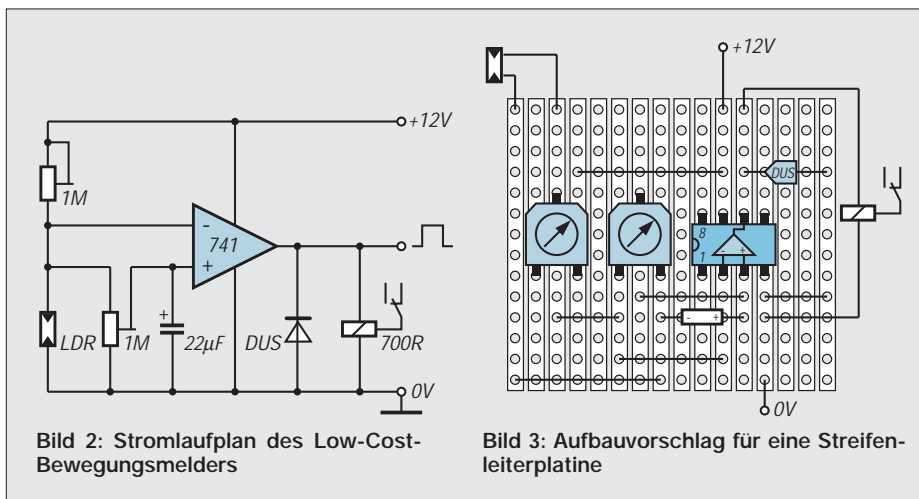 +12V
1M
-
741
+
LDR
1M
+
22µF
DUS
700R
0V
Bild 2: Stromlaufplan des Low-Cost-
Bewegungsmelders
+12V
DUS
8
1
- +
- +
0V
Bild 3: Aufbauvorschlag für eine Streifen-
leiterplatine